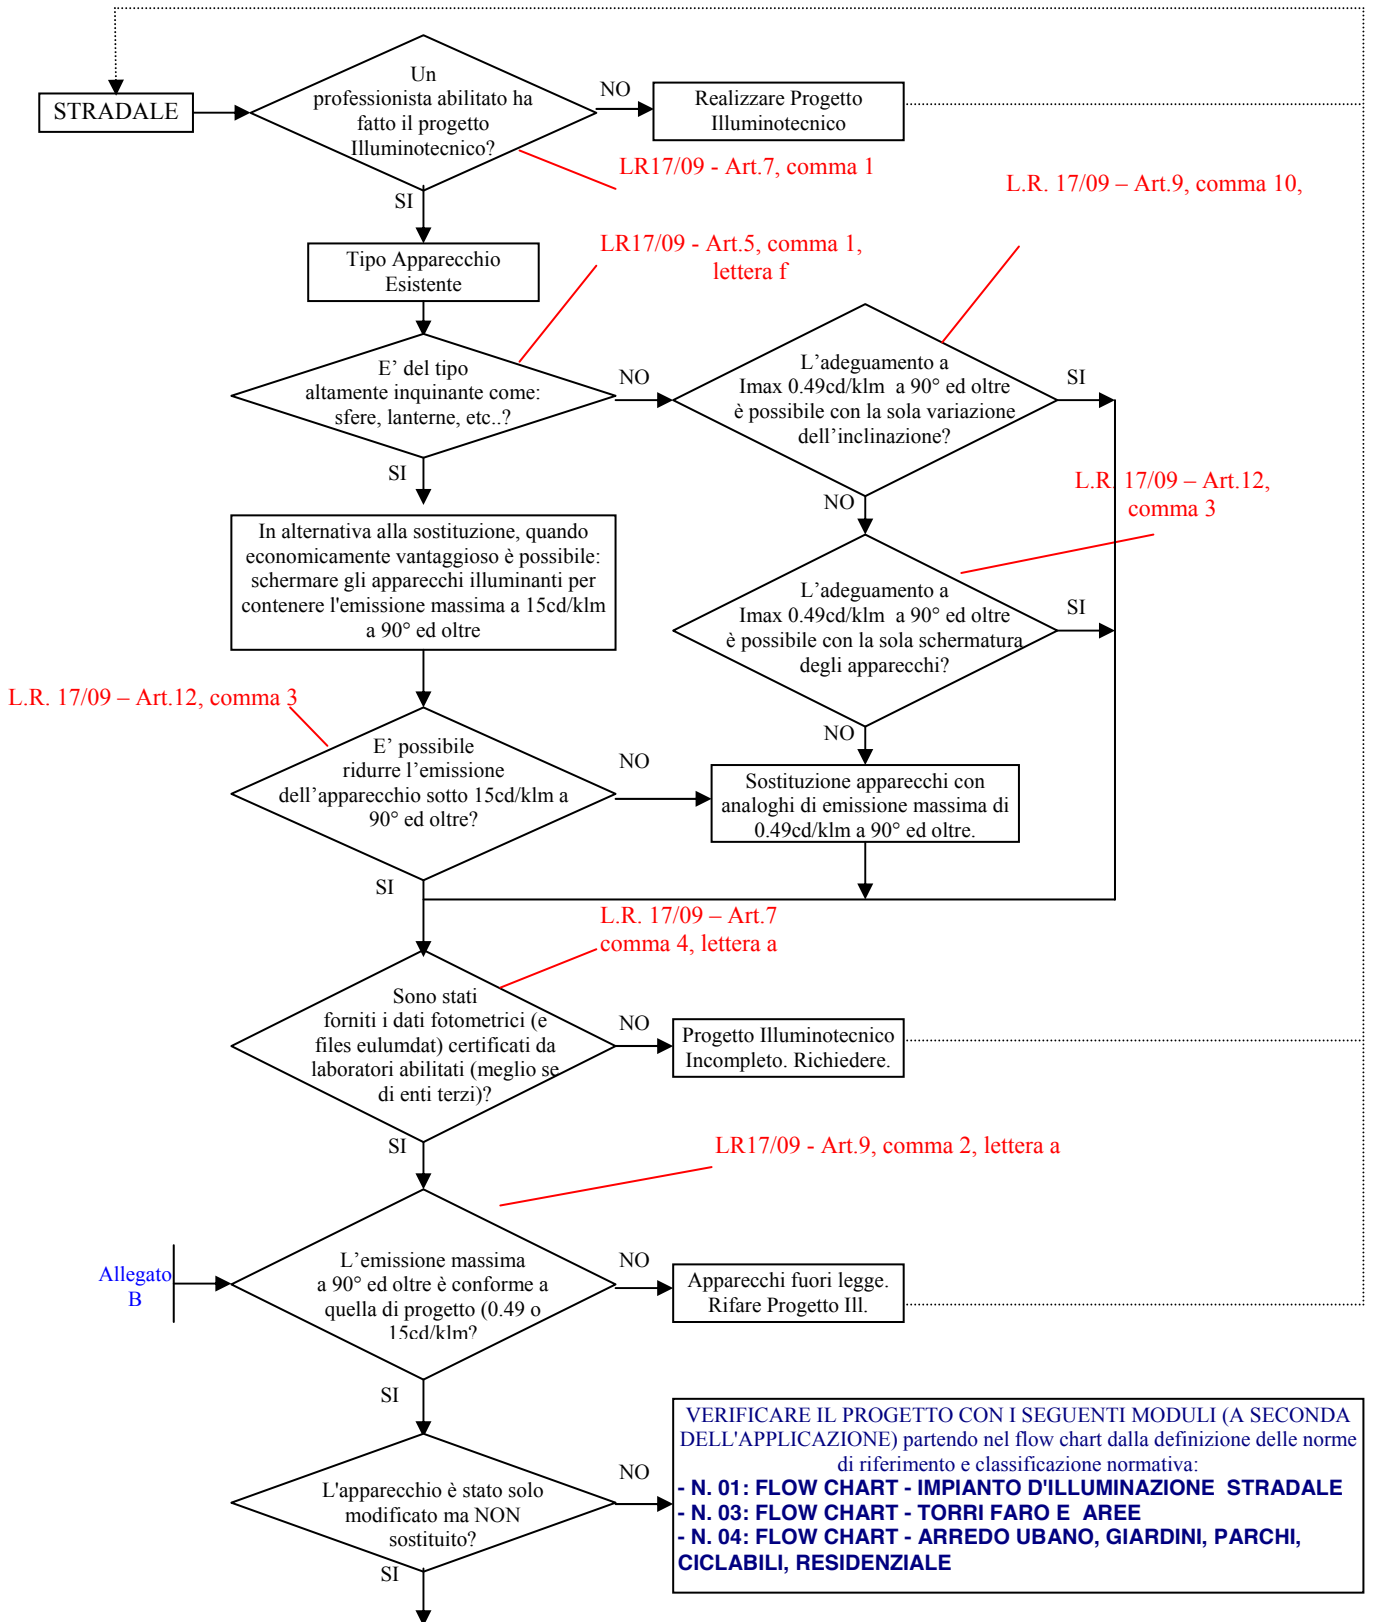 STRADALE
Un
professionista abilitato ha
fatto il progetto
Illuminotecnico?
NO
Realizzare Progetto
Illuminotecnico
LR17/09 - Art.7, comma 1
L.R. 17/09 – Art.9, comma 10,
SI
Tipo Apparecchio
Esistente
LR17/09 - Art.5, comma 1,
lettera f
E’ del tipo
altamente inquinante come:
sfere, lanterne, etc..?
NO
L’adeguamento a
Imax 0.49cd/klm a 90° ed oltre
è possibile con la sola variazione
dell’inclinazione?
SI
SI
NO
L.R. 17/09 – Art.12,
comma 3
In alternativa alla sostituzione, quando
economicamente vantaggioso è possibile:
schermare gli apparecchi illuminanti per
contenere l'emissione massima a 15cd/klm
a 90° ed oltre
L’adeguamento a
Imax 0.49cd/klm a 90° ed oltre
è possibile con la sola schermatura
degli apparecchi?
SI
L.R. 17/09 – Art.12, comma 3
NO
E’ possibile
ridurre l’emissione
dell’apparecchio sotto 15cd/klm a
90° ed oltre?
NO
Sostituzione apparecchi con
analoghi di emissione massima di
0.49cd/klm a 90° ed oltre.
SI
L.R. 17/09 – Art.7
comma 4, lettera a
Sono stati
forniti i dati fotometrici (e
files eulumdat) certificati da
laboratori abilitati (meglio se
di enti terzi)?
NO
Progetto Illuminotecnico
Incompleto. Richiedere.
SI
LR17/09 - Art.9, comma 2, lettera a
Allegato
B
L’emissione massima
a 90° ed oltre è conforme a
quella di progetto (0.49 o
15cd/klm?
NO
Apparecchi fuori legge.
Rifare Progetto Ill.
SI
L'apparecchio è stato solo
modificato ma NON
sostituito?
NO
VERIFICARE IL PROGETTO CON I SEGUENTI MODULI (A SECONDA
DELL'APPLICAZIONE) partendo nel flow chart dalla definizione delle norme
di riferimento e classificazione normativa:
- N. 01: FLOW CHART - IMPIANTO D'ILLUMINAZIONE STRADALE
- N. 03: FLOW CHART - TORRI FARO E AREE
- N. 04: FLOW CHART - ARREDO UBANO, GIARDINI, PARCHI,
CICLABILI, RESIDENZIALE
SI